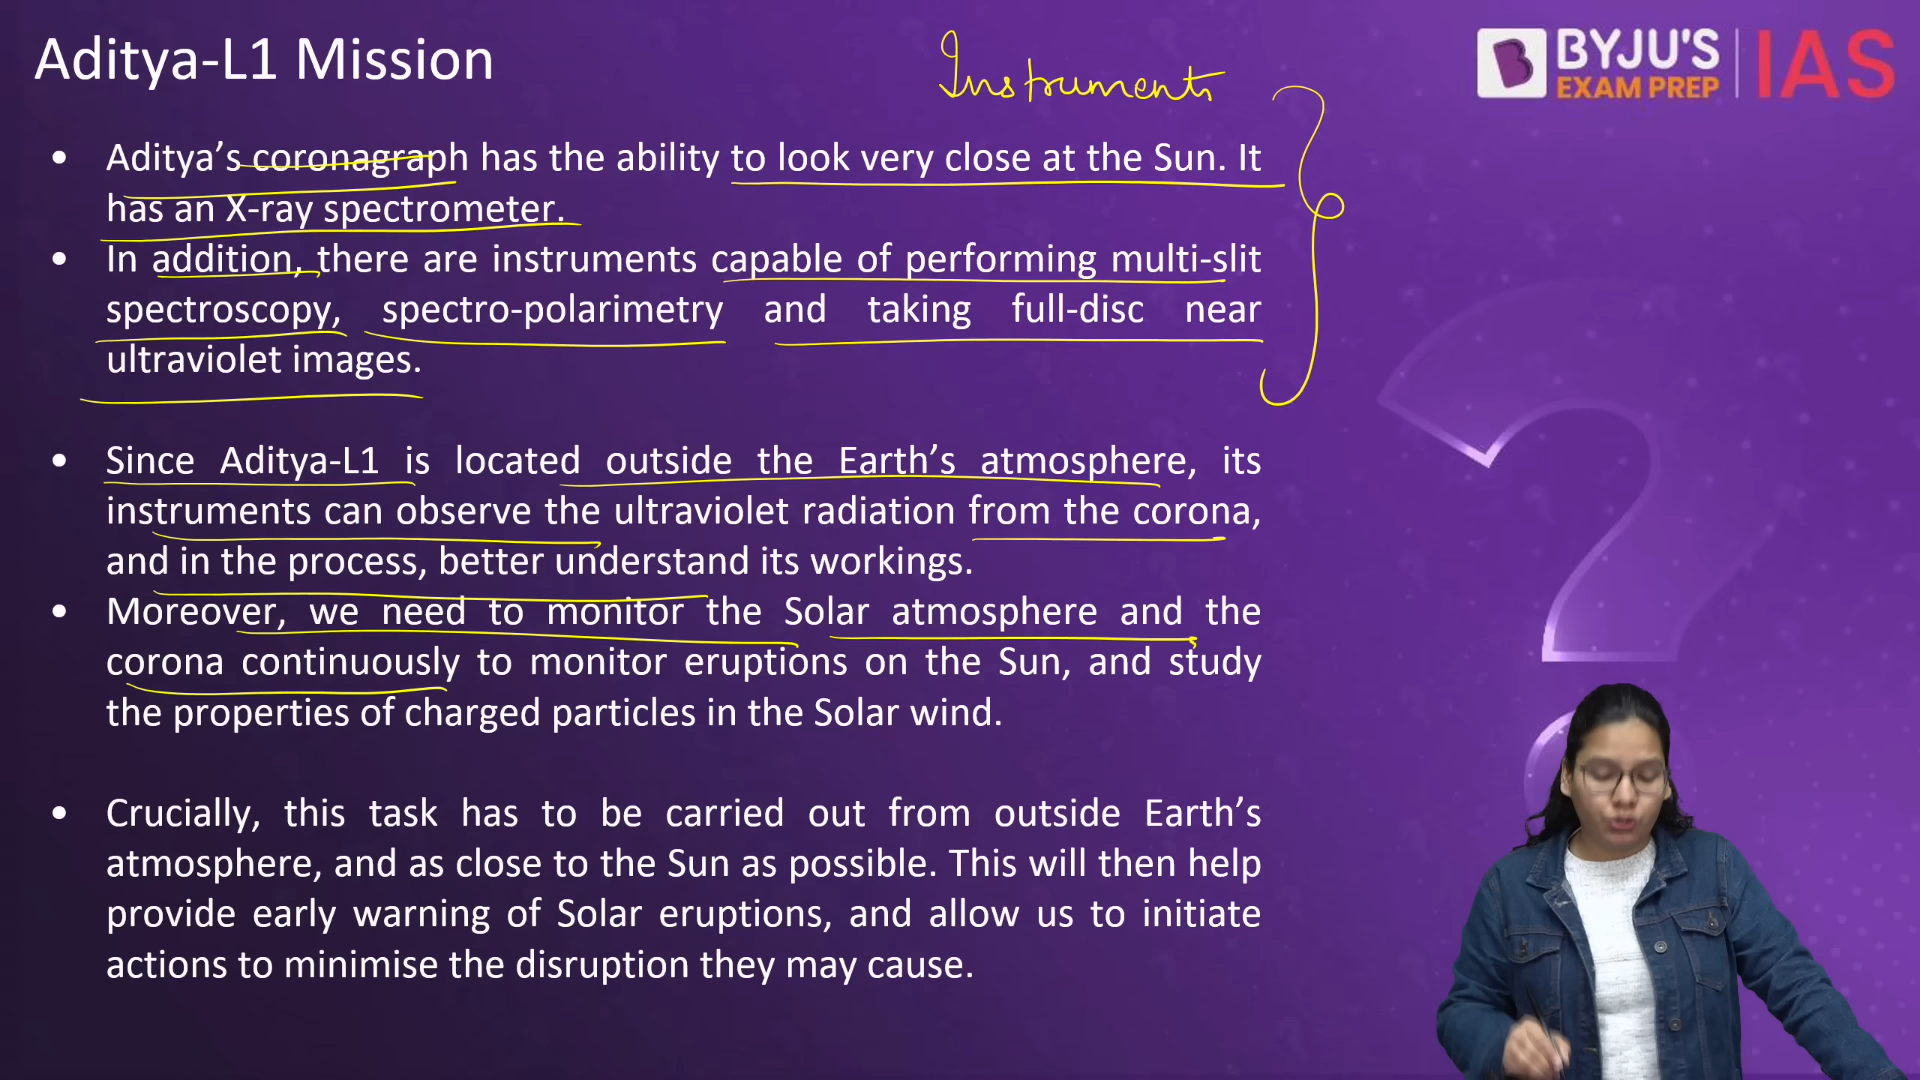 Aditya-L1 Mission
Instruments
BYJU'S
EXAM PREP
IAS
• Aditya’s coronagraph has the ability to look very close at the Sun. It
has an X-ray spectrometer.
• In addition, there are instruments capable of performing multi-slit
spectroscopy, spectro-polarimetry and taking full-disc near
ultraviolet images.
• Since Aditya-L1 is located outside the Earth’s atmosphere, its
instruments can observe the ultraviolet radiation from the corona,
and in the process, better understand its workings.
• Moreover, we need to monitor the Solar atmosphere and the
corona continuously to monitor eruptions on the Sun, and study
the properties of charged particles in the Solar wind.
• Crucially, this task has to be carried out from outside Earth’s
atmosphere, and as close to the Sun as possible. This will then help
provide early warning of Solar eruptions, and allow us to initiate
actions to minimise the disruption they may cause.